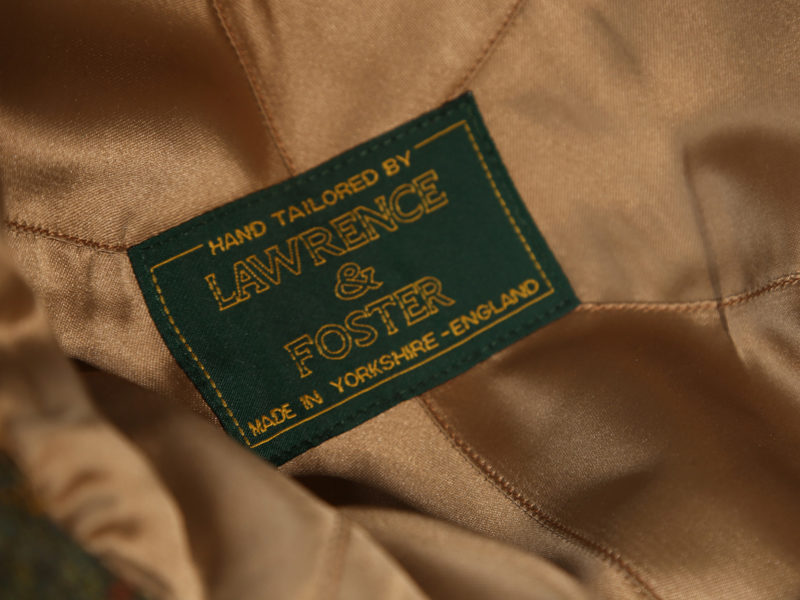 HAND TAILORED BY
LAWRENCE
&
FOSTER
MADE IN YORKSHIRE-ENGLAND